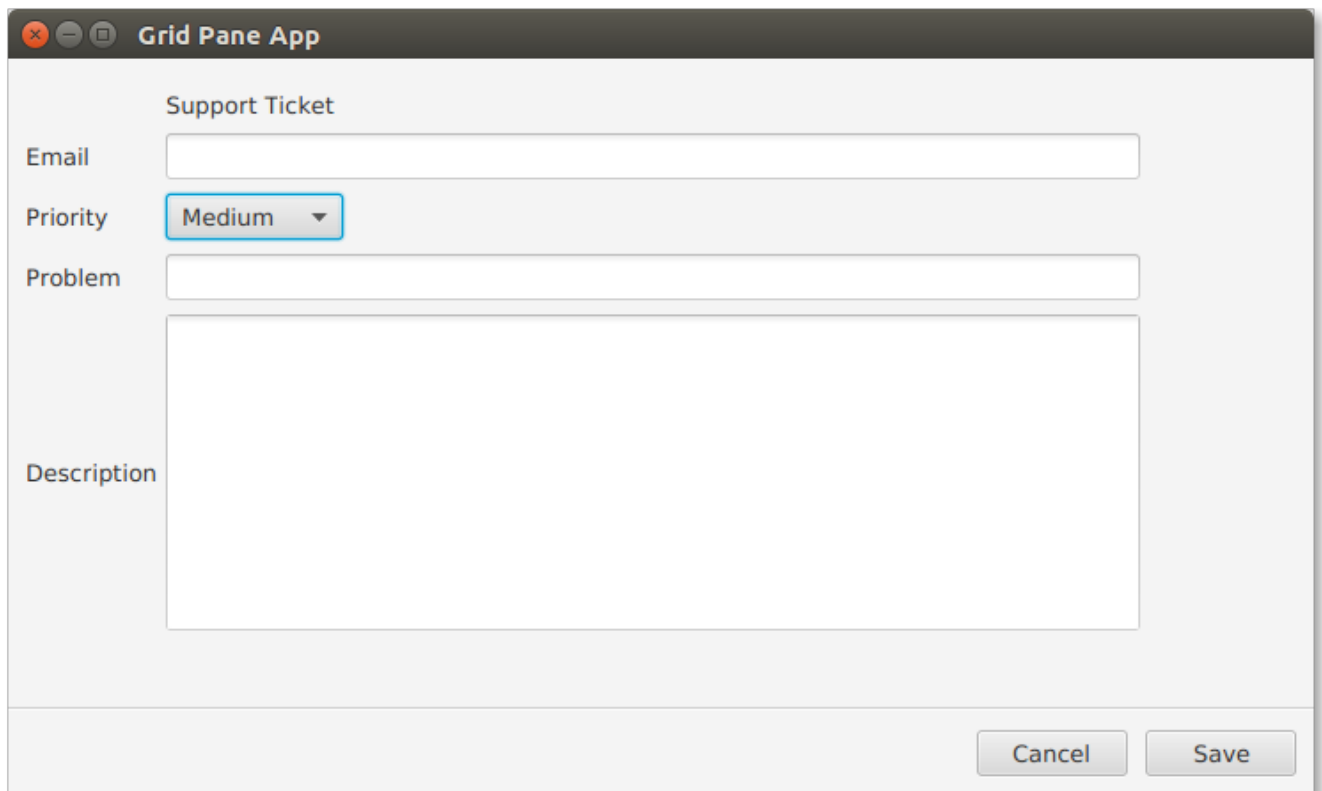 Grid Pane App
Support Ticket
Email
Priority Medium
Problem
Description
Cancel Save